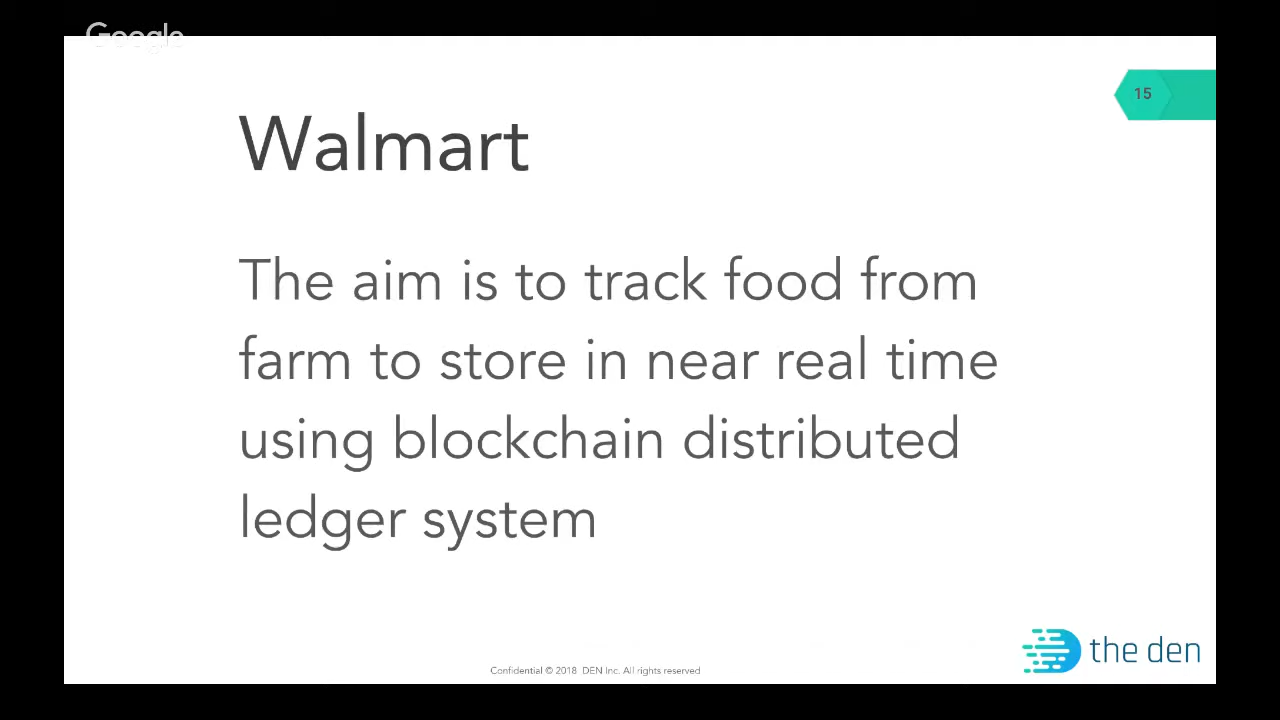 Google
15
Walmart
The aim is to track food from
farm to store in near real time
using blockchain distributed
ledger system
the den
Confidential © 2018 DEN Inc. All rights reserved